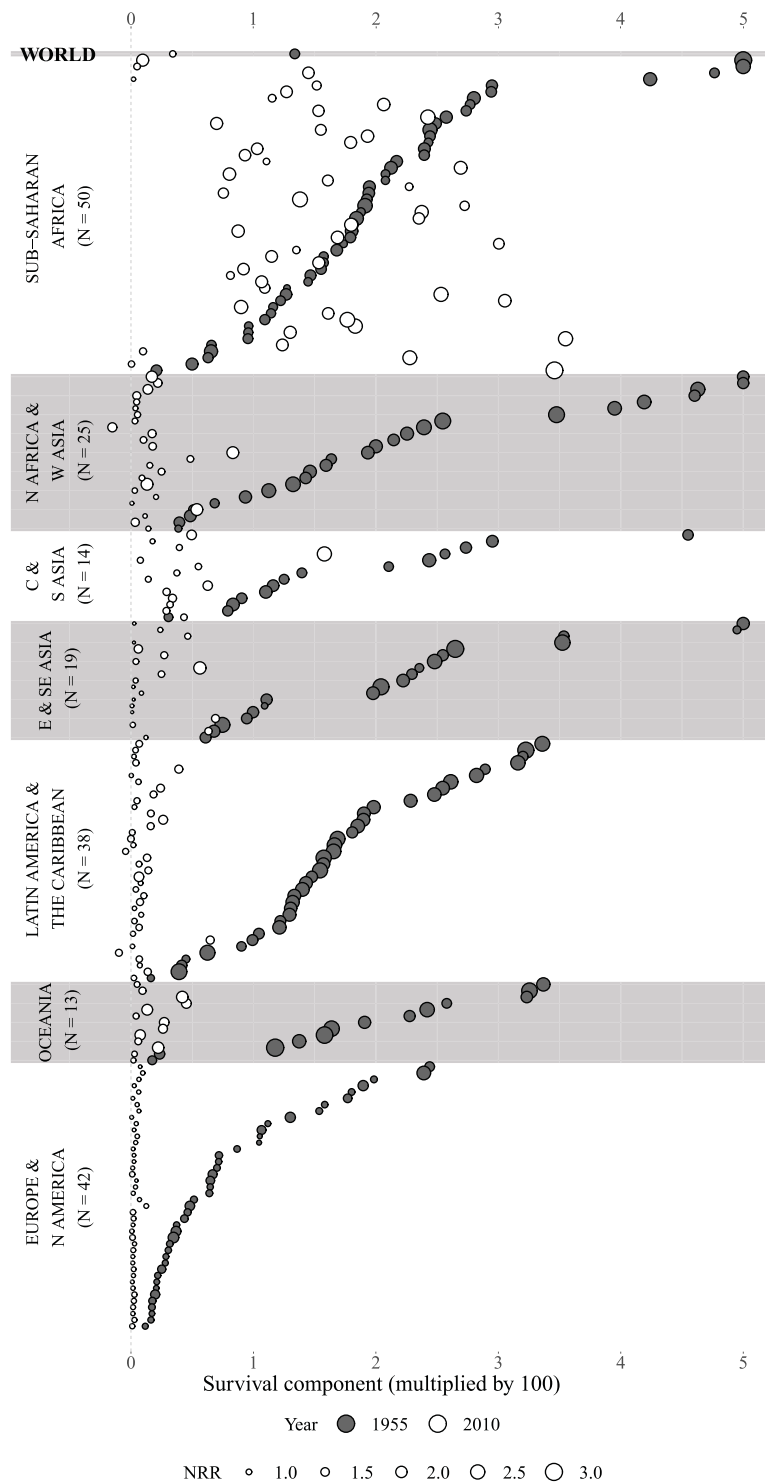 0 1 2 3 4 5
WORLD
SUB−SAHARAN
AFRICA
(N = 50)
N AFRICA &
W ASIA
(N = 25)
C &
S ASIA
(N = 14)
E & SE ASIA
(N = 19)
LATIN AMERICA &
THE CARIBBEAN
(N = 38)
OCEANIA
(N = 13)
EUROPE &
N AMERICA
(N = 42)
0 1 2 3 4 5
Survival component (multiplied by 100)
Year 1955 2010
NRR 1.0 1.5 2.0 2.5 3.0